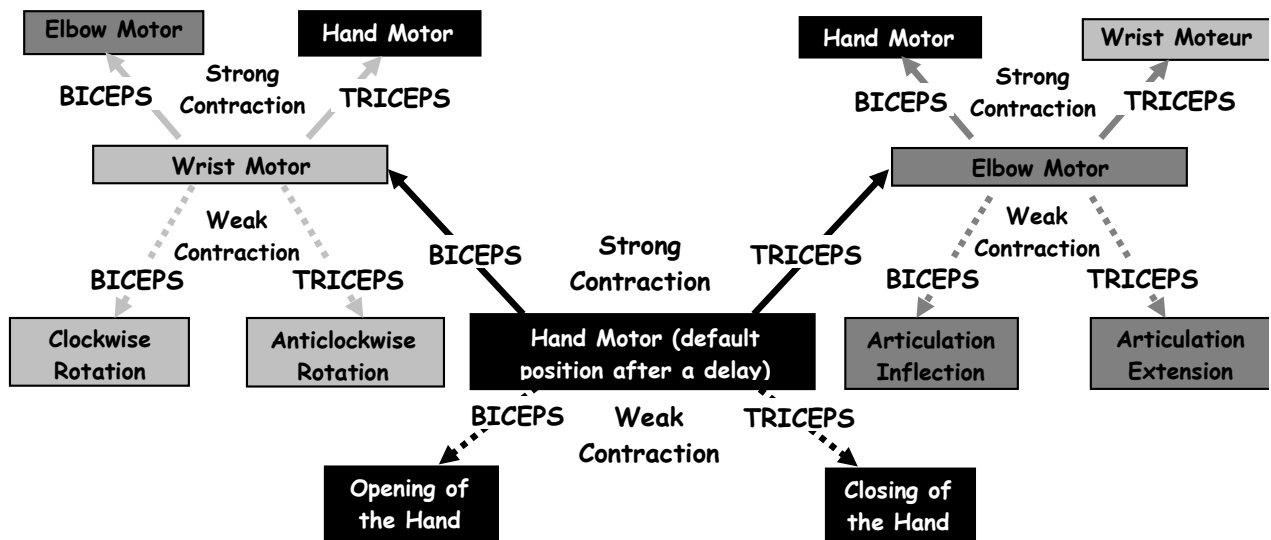 Elbow Motor
Hand Motor
Strong
Contraction
BICEPS
TRICEPS
Wrist Motor
Weak
Contraction
BICEPS
TRICEPS
Clockwise
Rotation
Anticlockwise
Rotation
Hand Motor
Wrist Moteur
Strong
Contraction
BICEPS
TRICEPS
Elbow Motor
Weak
Contraction
BICEPS
TRICEPS
Articulation
Inflection
Articulation
Extension
BICEPS
Strong
Contraction
TRICEPS
Hand Motor (default
position after a delay)
BICEPS
Weak
Contraction
TRICEPS
Opening of
the Hand
Closing of
the Hand